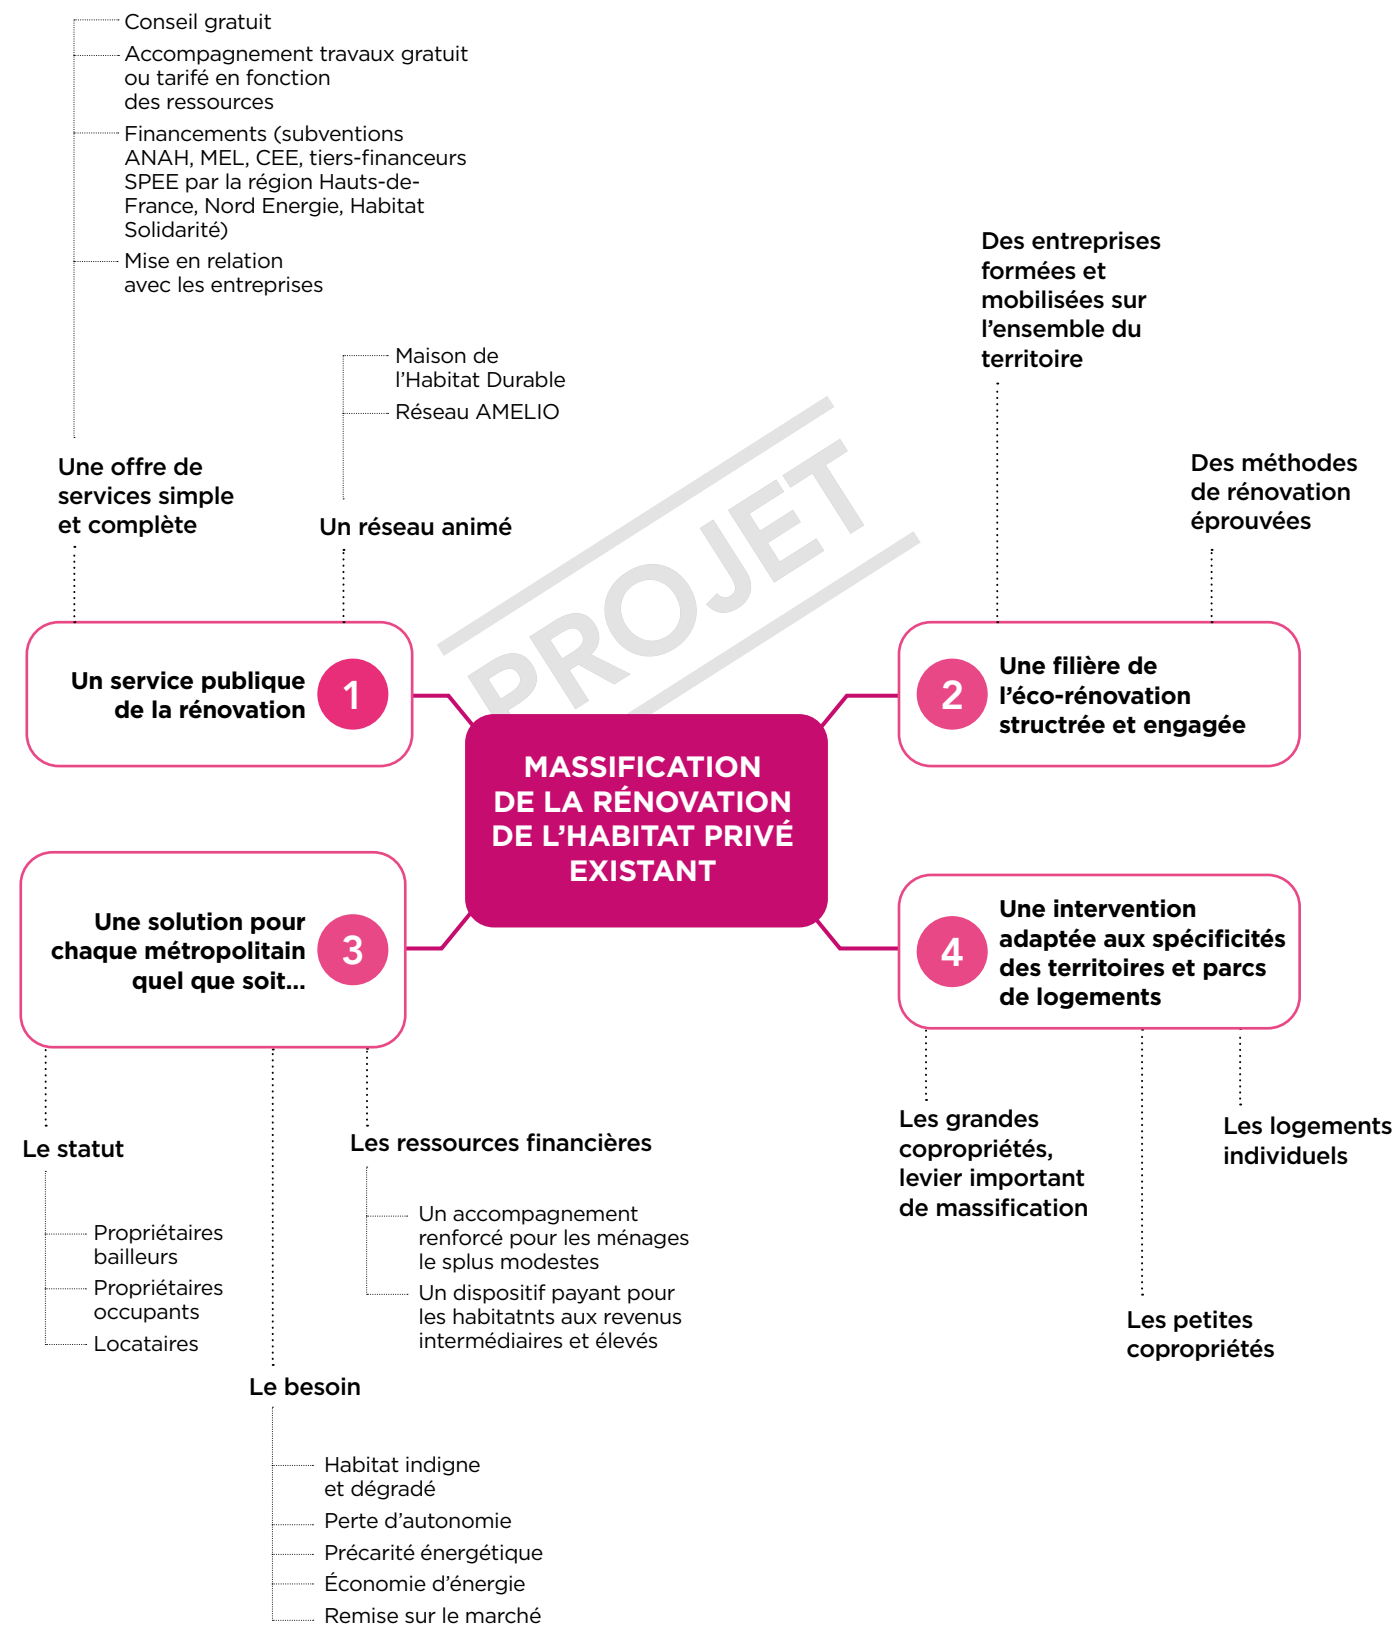 Conseil gratuit
Accompagnement travaux gratuit
ou tarifé en fonction
des ressources
Financements (subventions
ANAH, MEL, CEE, tiers-financeurs
SPEE par la région Hauts-de-
France, Nord Energie, Habitat
Solidarité)
Mise en relation
avec les entreprises
Maison de
l’Habitat Durable
Réseau AMELIO
Une offre de
services simple
et complète
Un réseau animé
Des entreprises
formées et
mobilisées sur
l’ensemble du
territoire
Des méthodes
de rénovation
éprouvées
PROJET
Un service publique
de la rénovation
1
2
Une filière de
l’éco-rénovation
structrée et engagée
MASSIFICATION
DE LA RÉNOVATION
DE L’HABITAT PRIVÉ
EXISTANT
Une solution pour
chaque métropolitain
quel que soit...
3
4
Une intervention
adaptée aux spécificités
des territoires et parcs
de logements
Le statut
Propriétaires
bailleurs
Propriétaires
occupants
Locataires
Les ressources financières
Un accompagnement
renforcé pour les ménages
le splus modestes
Un dispositif payant pour
les habitatnts aux revenus
intermédiaires et élevés
Le besoin
Habitat indigne
et dégradé
Perte d’autonomie
Précarité énergétique
Économie d’énergie
Remise sur le marché
Les grandes
copropriétés,
levier important
de massification
Les petites
copropriétés
Les logements
individuels